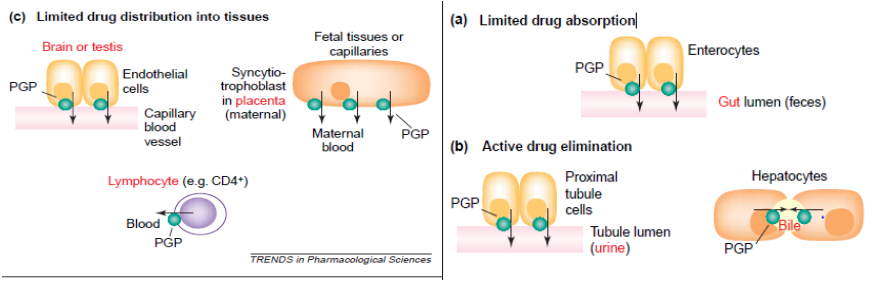 (c) Limited drug distribution into tissues
Brain or testis
PGP
Endothelial
cells
Capillary
blood
vessel
Fetal tissues or
capillaries
Syncytio-
trophoblast
in placenta
(maternal)
Maternal
blood
PGP
Lymphocyte (e.g. CD4+)
Blood
PGP
TRENDS in Pharmacological Sciences
(a) Limited drug absorption
Enterocytes
PGP
Gut lumen (feces)
(b) Active drug elimination
PGP
Proximal
tubule
cells
Tubule lumen
(urine)
Hepatocytes
Bile
PGP